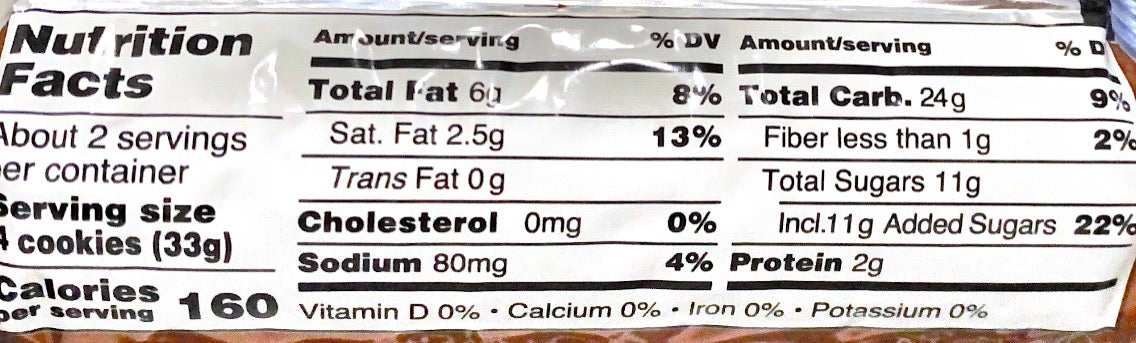 Nutrition
Facts
About 2 servings
per container
Serving size
4 cookies (33g)
Calories
per serving 160
Amount/serving % DV
Total Fat 6g 8%
Sat. Fat 2.5g 13%
Trans Fat 0g
Cholesterol 0mg 0%
Sodium 80mg 4%
Amount/serving % D
Total Carb. 24g 9%
Fiber less than 1g 2%
Total Sugars 11g
Incl.11g Added Sugars 22%
Protein 2g
Vitamin D 0% • Calcium 0% • Iron 0% • Potassium 0%